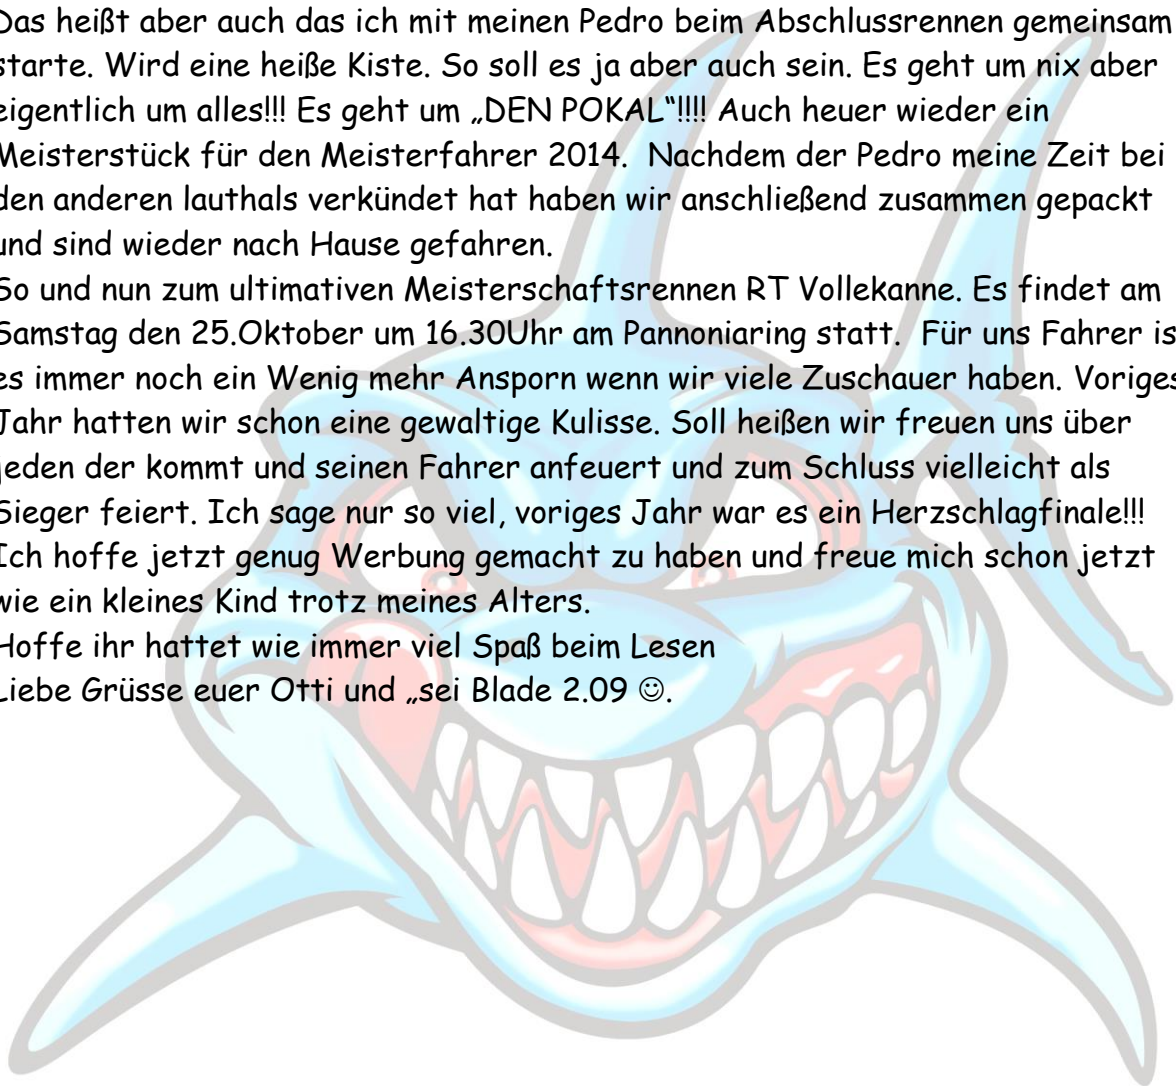 Das heißt aber auch das ich mit meinen Pedro beim Abschlussrennen gemeinsam
starte. Wird eine heiße Kiste. So soll es ja aber auch sein. Es geht um nix aber
eigentlich um alles!!! Es geht um „DEN POKAL“!!!! Auch heuer wieder ein
Meisterstück für den Meisterfahrer 2014. Nachdem der Pedro meine Zeit bei
den anderen lauthals verkündet hat haben wir anschließend zusammen gepackt
und sind wieder nach Hause gefahren.
So und nun zum ultimativen Meisterschaftsrennen RT Vollekanne. Es findet am
Samstag den 25.Oktober um 16.30Uhr am Pannoniaring statt. Für uns Fahrer is
es immer noch ein Wenig mehr Ansporn wenn wir viele Zuschauer haben. Voriges
Jahr hatten wir schon eine gewaltige Kulisse. Soll heißen wir freuen uns über
jeden der kommt und seinen Fahrer anfeuert und zum Schluss vielleicht als
Sieger feiert. Ich sage nur so viel, voriges Jahr war es ein Herzschlagfinale!!!
Ich hoffe jetzt genug Werbung gemacht zu haben und freue mich schon jetzt
wie ein kleines Kind trotz meines Alters.
Hoffe ihr hattet wie immer viel Spaß beim Lesen
Liebe Grüsse euer Otti und „sei Blade 2.09 ☺.